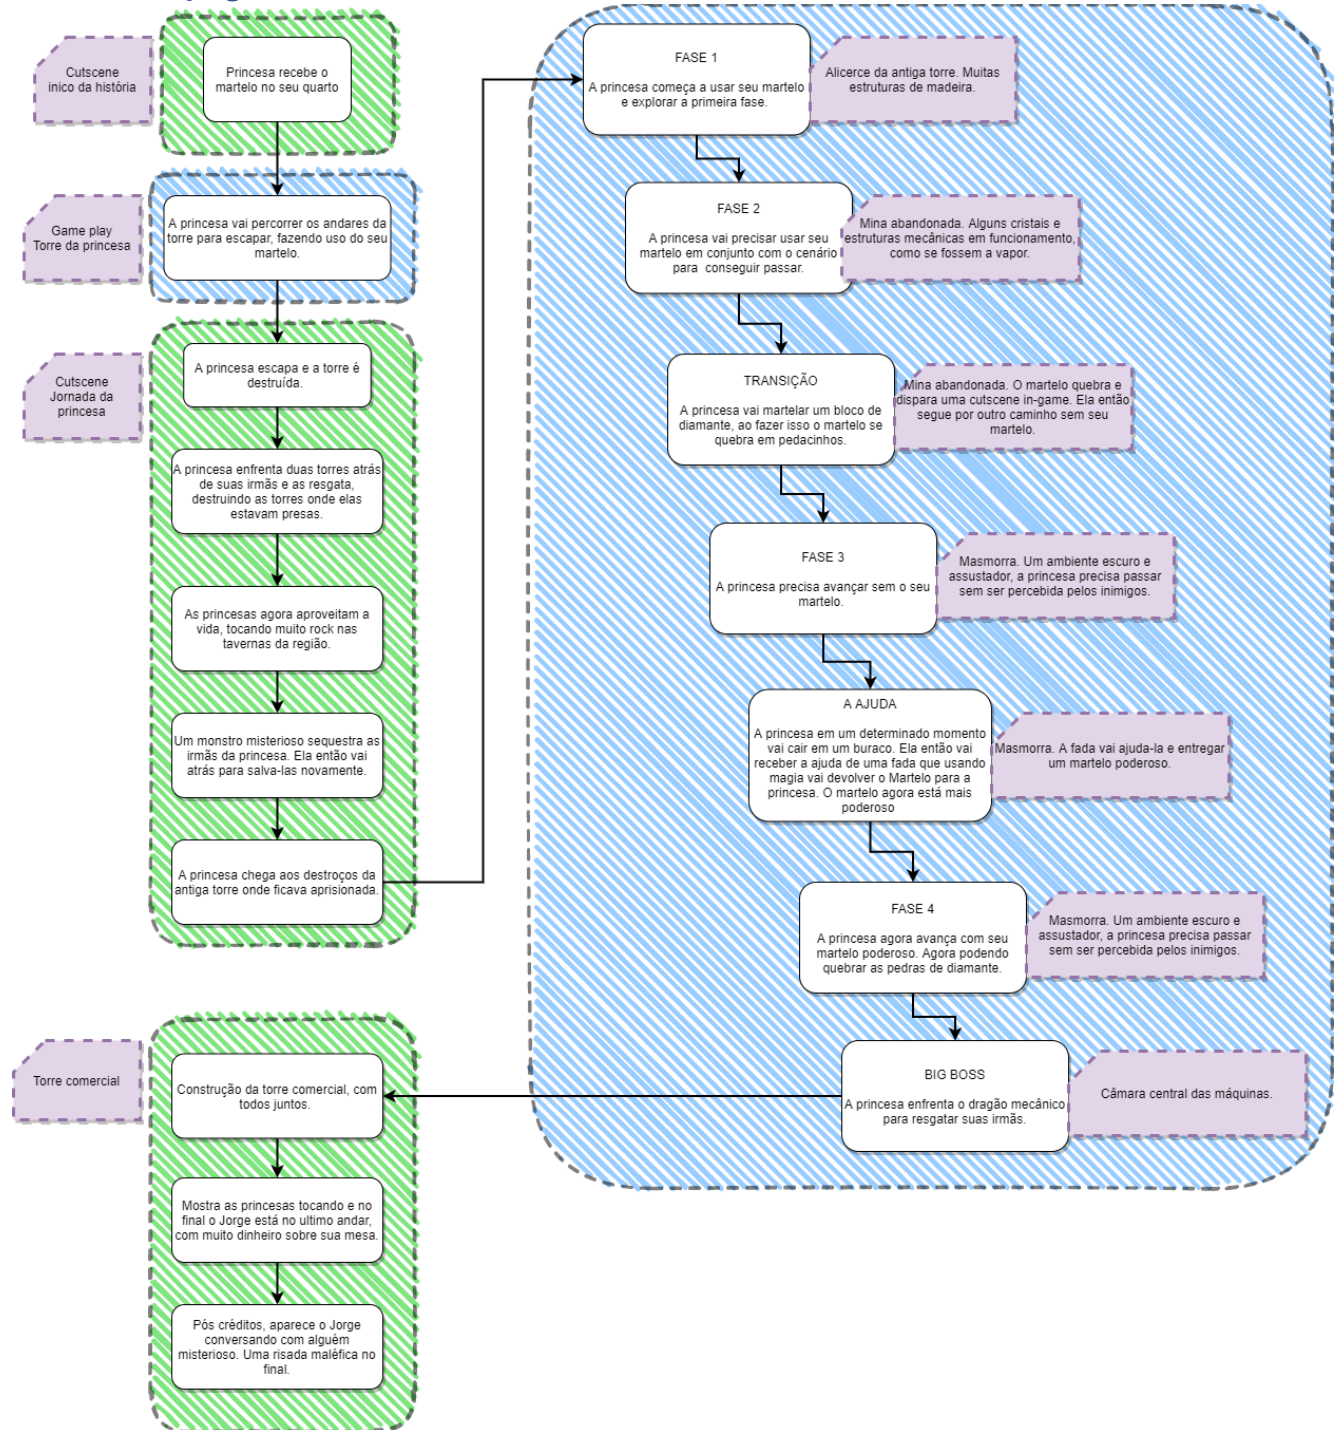 Cutscene
inico da história
Princesa recebe o
martelo no seu quarto
Game play
Torre da princesa
A princesa vai percorrer os andares da
torre para escapar, fazendo uso do seu
martelo.
Cutscene
Jornada da
princesa
A princesa escapa e a torre é
destruída.
A princesa enfrenta duas torres atrás
de suas irmãs e as resgata,
destruindo as torres onde elas
estavam presas.
As princesas agora aproveitam a
vida, tocando muito rock nas
tavernas da região.
Um monstro misterioso sequestra as
irmãs da princesa. Ela então vai
atrás para salva-las novamente.
A princesa chega aos destroços da
antiga torre onde ficava aprisionada.
FASE 1
A princesa começa a usar seu martelo
e explorar a primeira fase.
Alicerce da antiga torre. Muitas
estruturas de madeira.
FASE 2
A princesa vai precisar usar seu
martelo em conjunto com o cenário
para conseguir passar.
Mina abandonada. Alguns cristais e
estruturas mecânicas em funcionamento,
como se fossem a vapor.
TRANSIÇÃO
A princesa vai martelar um bloco de
diamante, ao fazer isso o martelo se
quebra em pedacinhos.
Mina abandonada. O martelo quebra e
dispara uma cutscene in-game. Ela então
segue por outro caminho sem seu
martelo.
FASE 3
A princesa precisa avançar sem o seu
martelo.
Masmorra. Um ambiente escuro e
assustador, a princesa precisa passar
sem ser percebida pelos inimigos.
A AJUDA
A princesa em um determinado momento
vai cair em um buraco. Ela então vai
receber a ajuda de uma fada que usando
magia vai devolver o Martelo para a
princesa. O martelo agora está mais
poderoso
Masmorra. A fada vai ajuda-la e entregar
um martelo poderoso.
FASE 4
A princesa agora avança com seu
martelo poderoso. Agora podendo
quebrar as pedras de diamante.
Masmorra. Um ambiente escuro e
assustador, a princesa precisa passar
sem ser percebida pelos inimigos.
BIG BOSS
A princesa enfrenta o dragão mecânico
para resgatar suas irmãs.
Câmara central das máquinas.
Torre comercial
Construção da torre comercial, com
todos juntos.
Mostra as princesas tocando e no
final o Jorge está no ultimo andar,
com muito dinheiro sobre sua mesa.
Pós créditos, aparece o Jorge
conversando com alguém
misterioso. Uma risada maléfica no
final.